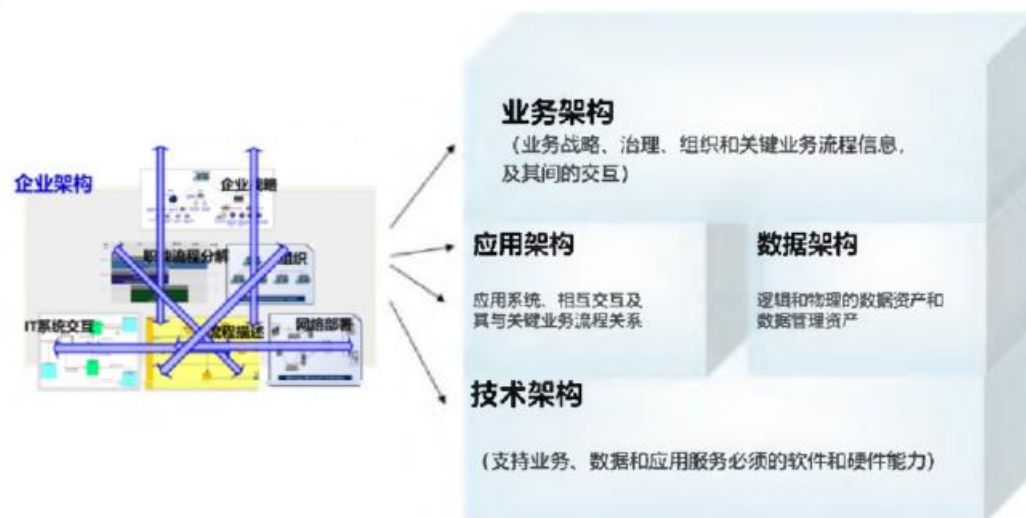 企业架构
企业战略
组织
IT系统交互
流程描述
网络部署
业务架构
（业务战略、治理、组织和关键业务流程信息，
及其间的交互）
应用架构
应用系统、相互交互及
其与关键业务流程关系
数据架构
逻辑和物理的数据资产和
数据管理资产
技术架构
（支持业务、数据和应用服务必须的软件和硬件能力）